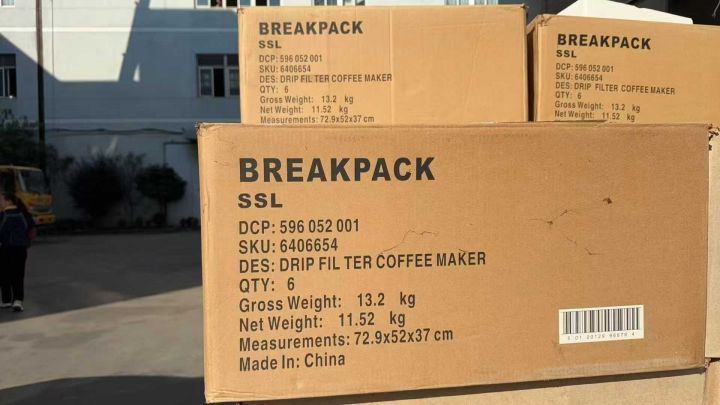 BREAKPACK
SSL
DCP: 596 052 001
SKU: 6406654
DES: DRIP FIL TER COFFEE MAKER
QTY: 6
Gross Weight: 13.2 kg
Net Weight: 11.52 kg
Measurements: 72.9x52x37 cm
BREAKPACK
SSL
DCP: 596 052 001
SKU: 6406654
DES: DRIP FILTER COFFEE MAKER
QTY: 6
Gross Weight: 13.2 kg
Net Weight: 11.52 kg
BREAKPACK
SSL
DCP: 596 052 001
SKU: 6406654
DES: DRIP FIL TER COFFEE MAKER
QTY: 6
Gross Weight: 13.2 kg
Net Weight: 11.52 kg
Measurements: 72.9x52x37 cm
Made In: China